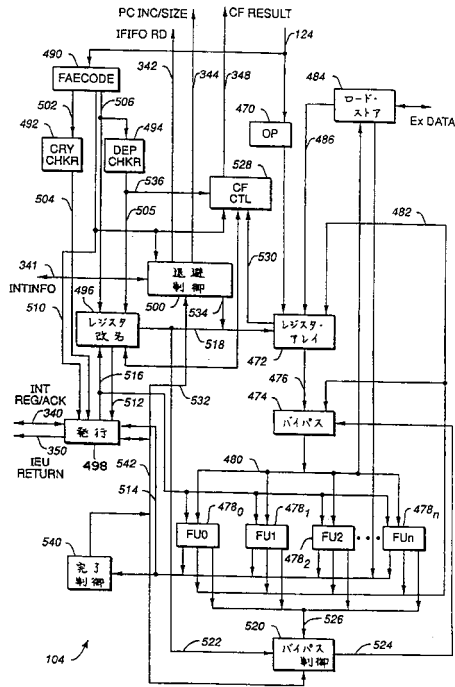 PC INC/SIZE
CF RESULT
IFIFO RD
342
344
348
124
490
FAECODE
506
502
492
CRY
CHKR
494
DEP
CHKR
504
505
536
470
OP
484
ロード・
ストア
Ex DATA
486
528
CF
CTL
482
530
341
INTINFO
510
退避
制御
500
534
496
レジスタ
改名
518
レジスタ・
アレイ
472
516
512
532
476
474
バイパス
INT
REG/ACK
340
350
IEU
RETURN
発行
498
542
514
480
478₀
FU0
478₁
FU1
FU2
478₂
478ₙ
FUn
540
完了
制御
526
520
バイパス
制御
522
524
104